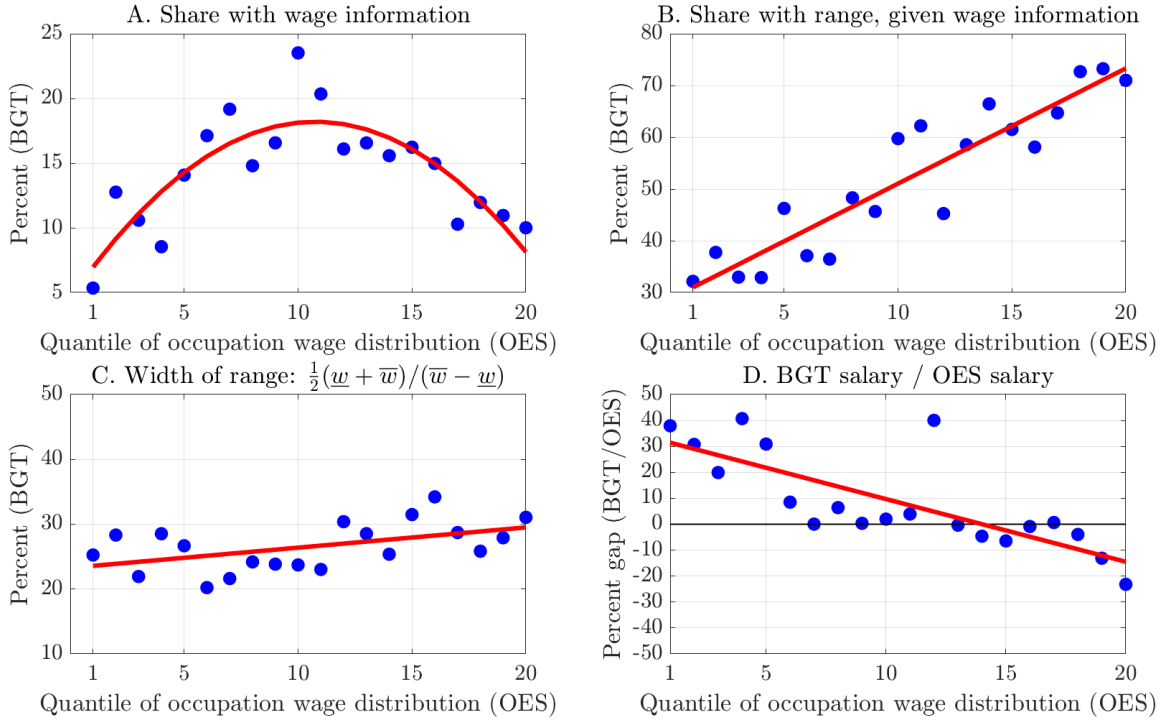 A. Share with wage information
25
20
15
10
5
Percent (BGT)
1 5 10 15 20
Quantile of occupation wage distribution (OES)
B. Share with range, given wage information
80
70
60
50
40
30
Percent (BGT)
1 5 10 15 20
Quantile of occupation wage distribution (OES)
C. Width of range: ½(w̲ + w̅)/(w̅ − w̲)
50
40
30
20
10
Percent (BGT)
1 5 10 15 20
Quantile of occupation wage distribution (OES)
D. BGT salary / OES salary
50
40
30
20
10
0
-10
-20
-30
-40
-50
Percent gap (BGT/OES)
1 5 10 15 20
Quantile of occupation wage distribution (OES)